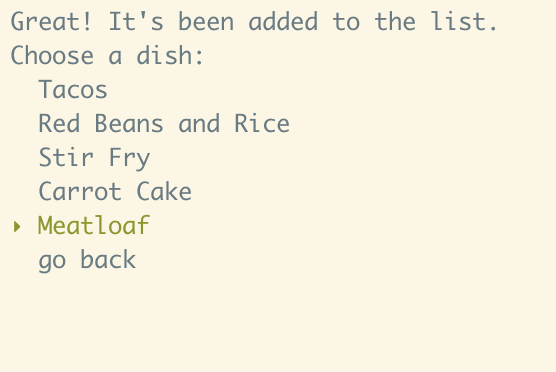 Great! It's been added to the list.
Choose a dish:
Tacos
Red Beans and Rice
Stir Fry
Carrot Cake
‣ Meatloaf
go back